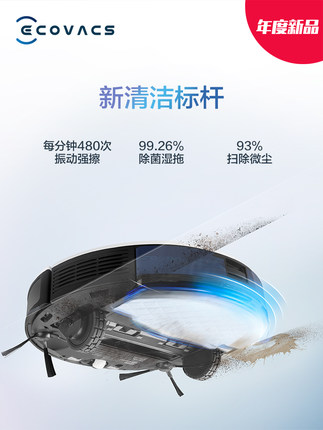 ECOVACS
年度新品
新清洁标杆
每分钟480次
振动强擦
99.26%
除菌湿拖
93%
扫除微尘